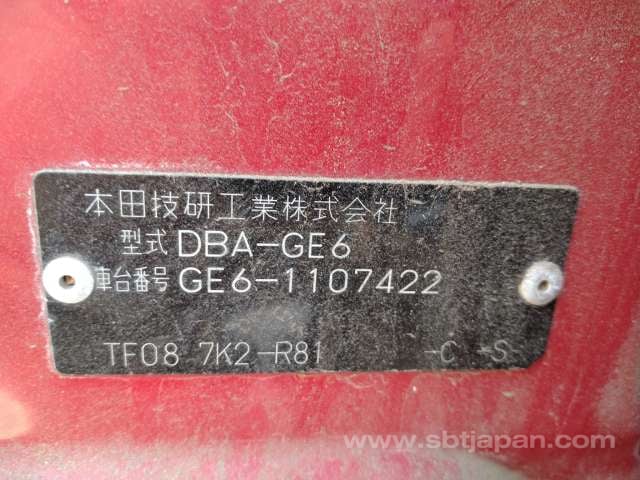 本田技研工業株式会社
型式 DBA-GE6
車台番号 GE6-1107422
TF08 7K2-R81 -C -S
www.sbtjapan.com